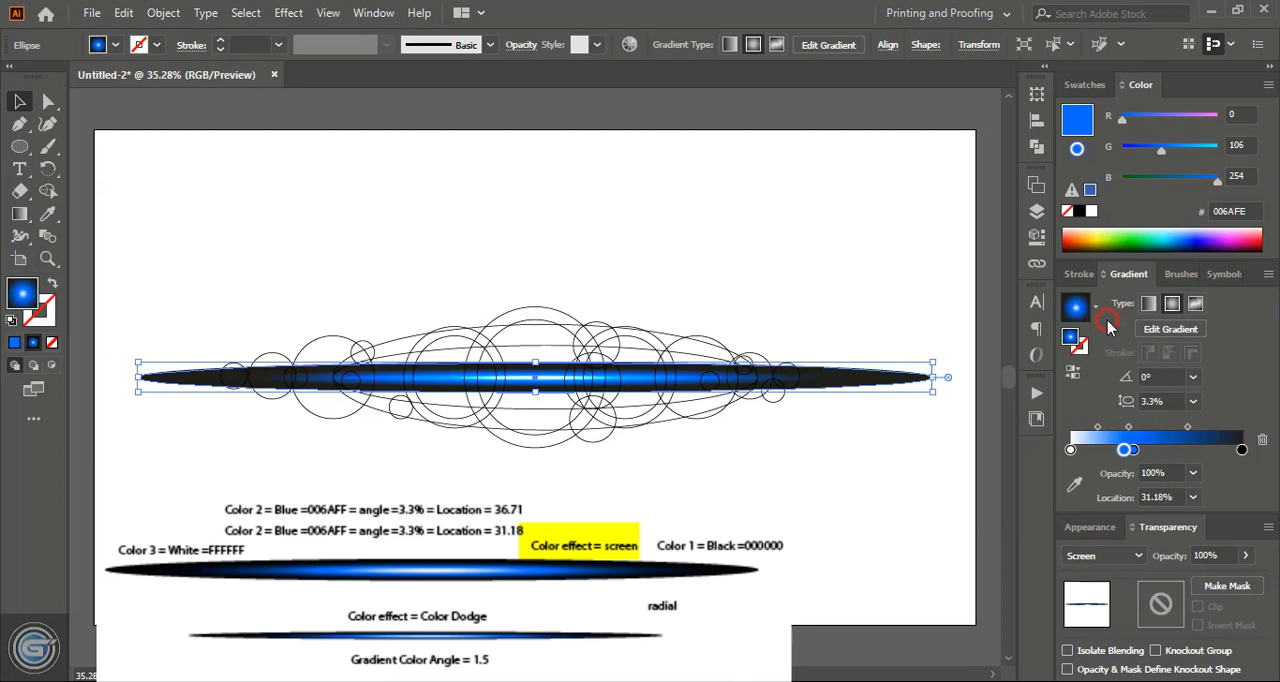 Ai File Edit Object Type Select Effect View Window Help Printing and Proofing Search Adobe Stock
Ellipse Stroke: Basic Opacity Style: Gradient Type: Edit Gradient Align Shape: Transform
Untitled-2* @ 35.28% (RGB/Preview)
Swatches Color
R 0
G 106
B 254
# 006AFE
Stroke Gradient Brushes Symbols
Type:
Edit Gradient
Stroke:
0°
3.3%
Opacity: 100%
Location: 31.18%
Appearance Transparency
Screen Opacity: 100%
Make Mask
Clip
Invert Mask
Isolate Blending Knockout Group
Opacity & Mask Define Knockout Shape
Color 2 = Blue =006AFF = angle =3.3% = Location = 36.71
Color 2 = Blue =006AFF = angle =3.3% = Location = 31.18
Color effect = screen Color 1 = Black =000000
Color 3 = White =FFFFFF
radial
Color effect = Color Dodge
Gradient Color Angle = 1.5
35.28